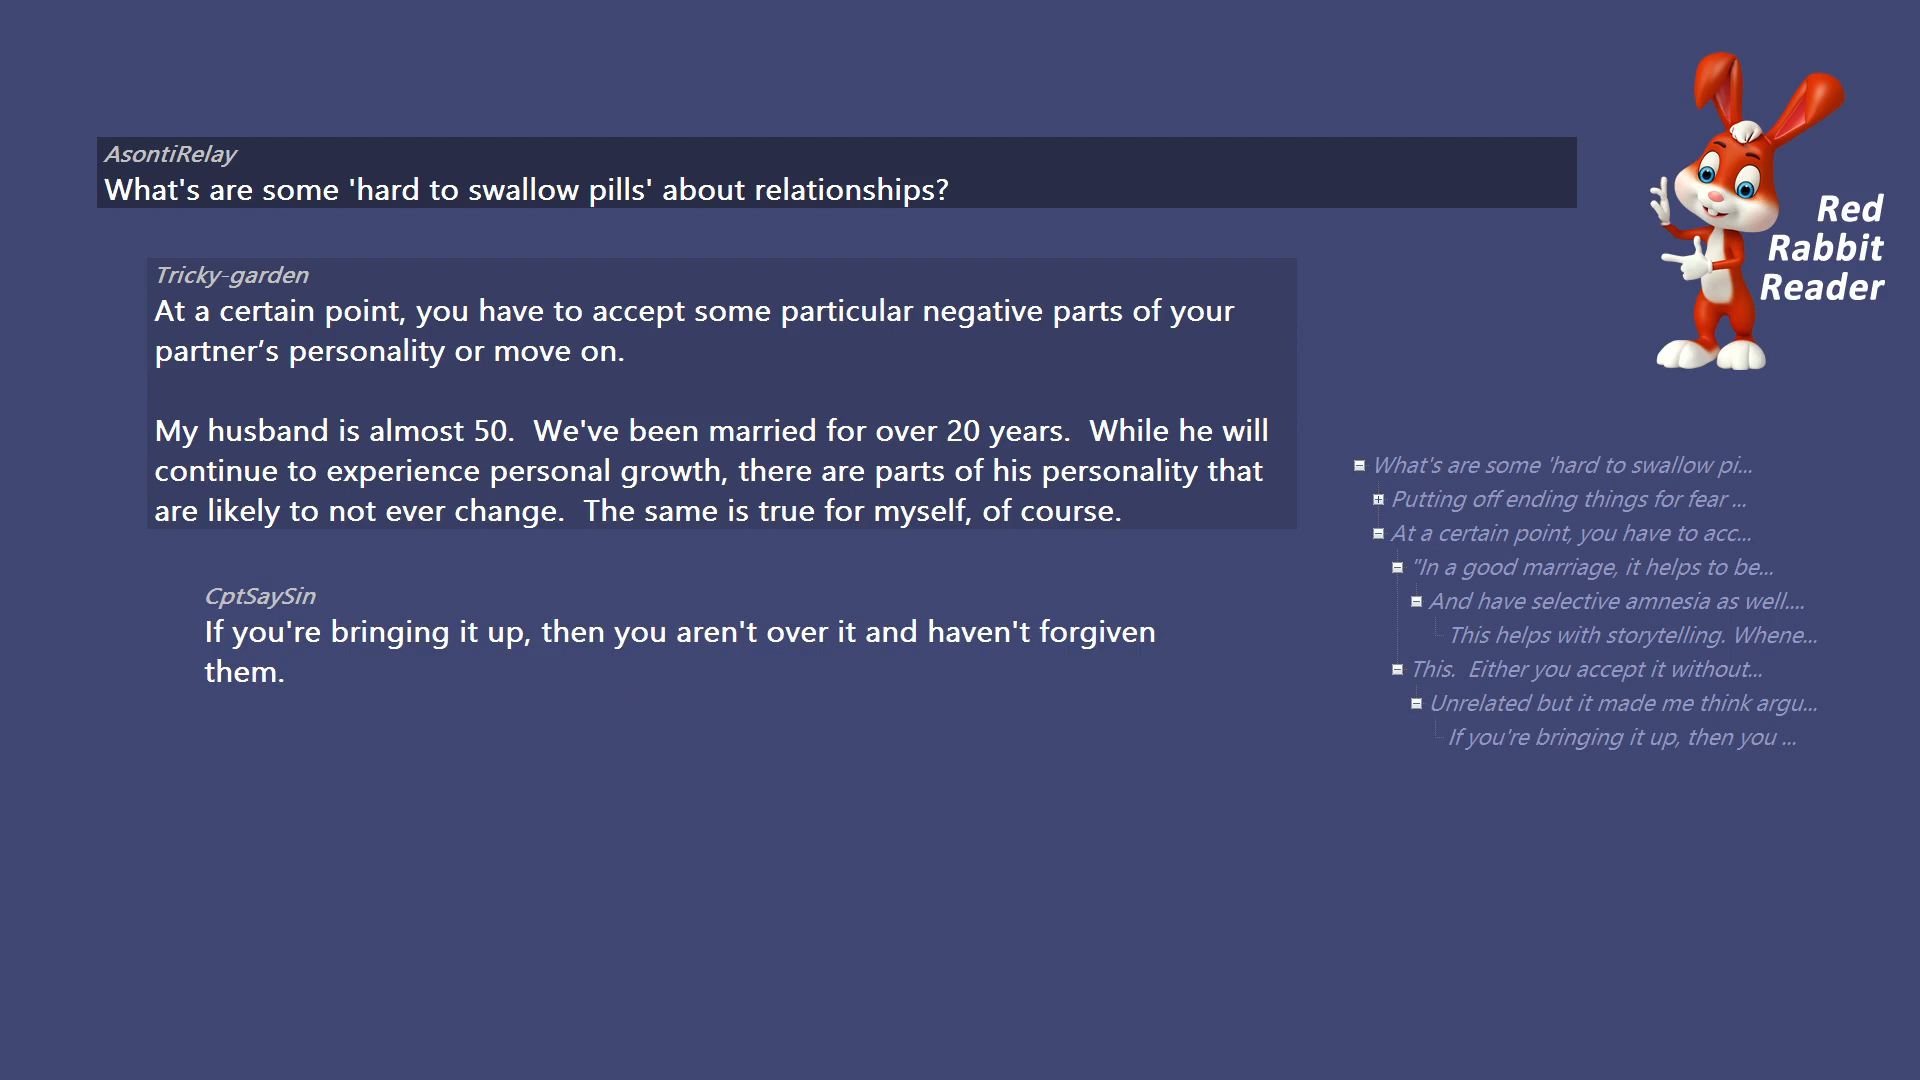 AsontiRelay
What's are some 'hard to swallow pills' about relationships?
Red
Rabbit
Reader
Tricky-garden
At a certain point, you have to accept some particular negative parts of your
partner’s personality or move on.
My husband is almost 50.  We've been married for over 20 years.  While he will
continue to experience personal growth, there are parts of his personality that
are likely to not ever change.  The same is true for myself, of course.
CptSaySin
If you're bringing it up, then you aren't over it and haven't forgiven
them.
What's are some 'hard to swallow pi...
Putting off ending things for fear ...
At a certain point, you have to acc...
"In a good marriage, it helps to be...
And have selective amnesia as well....
This helps with storytelling. Whene...
This.  Either you accept it without...
Unrelated but it made me think argu...
If you're bringing it up, then you ...